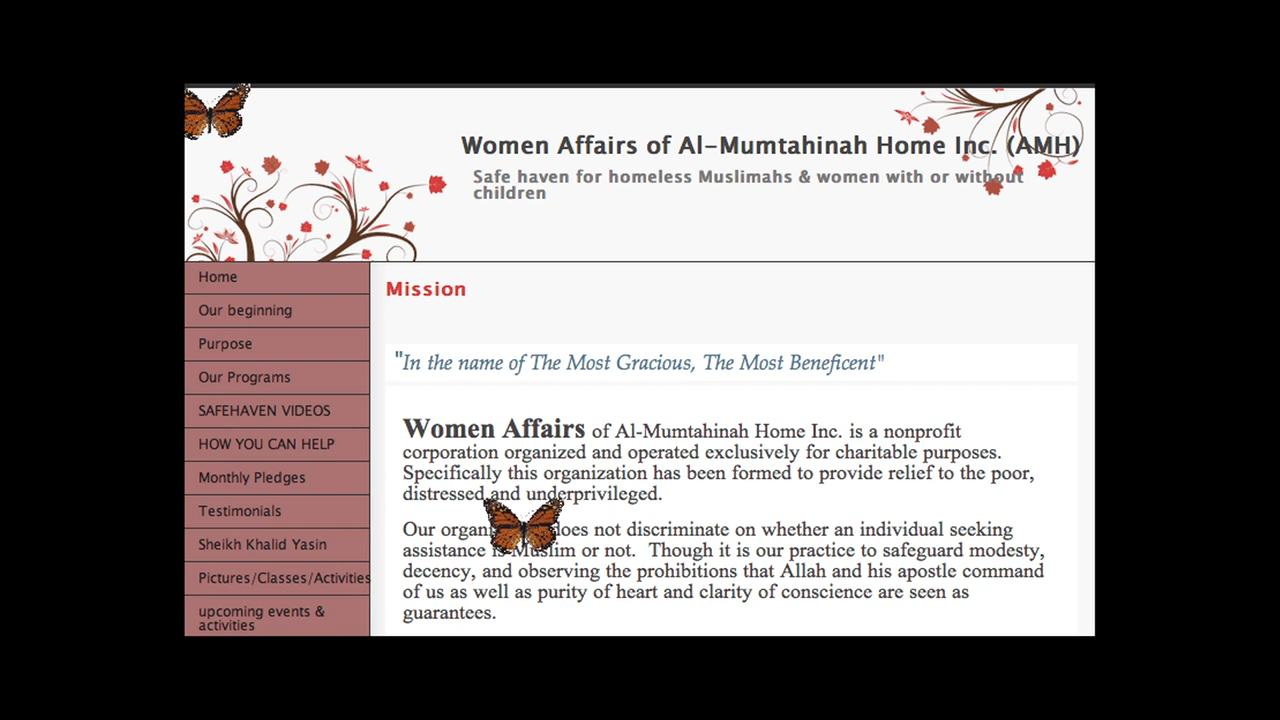 Women Affairs of Al-Mumtahinah Home Inc. (AMH)
Safe haven for homeless Muslimahs & women with or without
children
Home
Our beginning
Purpose
Our Programs
SAFEHAVEN VIDEOS
HOW YOU CAN HELP
Monthly Pledges
Testimonials
Sheikh Khalid Yasin
Pictures/Classes/Activities
upcoming events &
activities
Mission
"In the name of The Most Gracious, The Most Beneficent"
Women Affairs of Al-Mumtahinah Home Inc. is a nonprofit
corporation organized and operated exclusively for charitable purposes.
Specifically this organization has been formed to provide relief to the poor,
distressed and underprivileged.
Our does not discriminate on whether an individual seeking
assistance is Muslim or not. Though it is our practice to safeguard modesty,
decency, and observing the prohibitions that Allah and his apostle command
of us as well as purity of heart and clarity of conscience are seen as
guarantees.